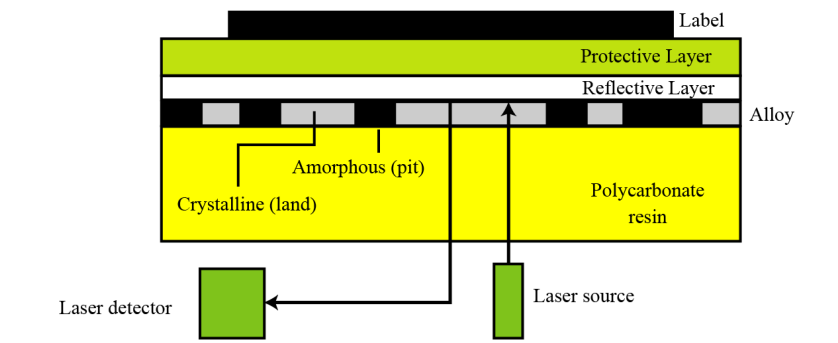 Label
Protective Layer
Reflective Layer
Alloy
Amorphous (pit)
Crystalline (land)
Polycarbonate
resin
Laser detector
Laser source